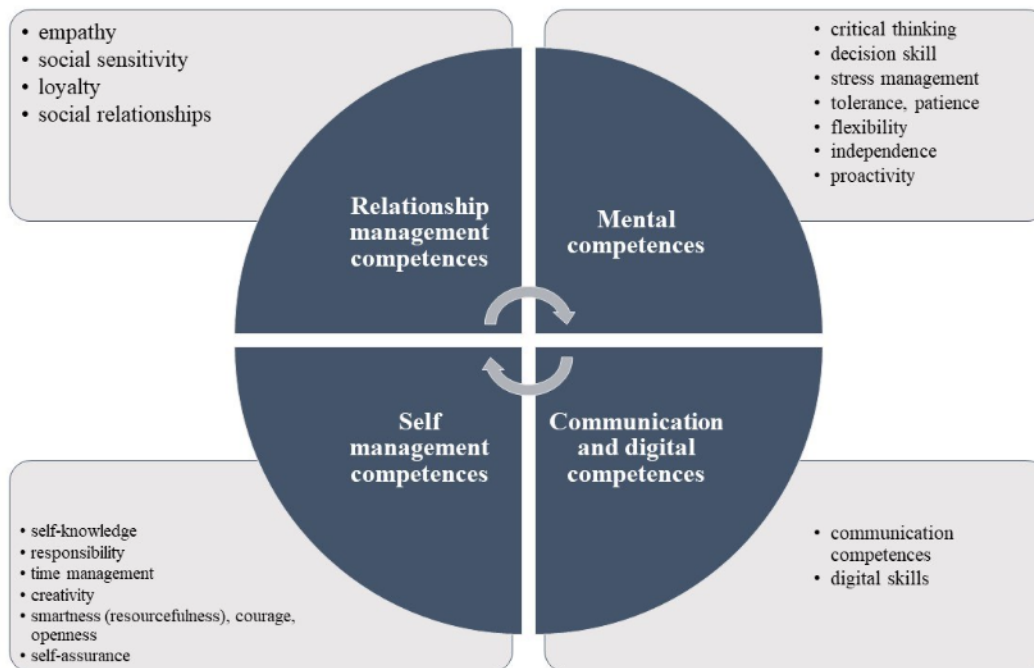 • empathy
• social sensitivity
• loyalty
• social relationships
• critical thinking
• decision skill
• stress management
• tolerance, patience
• flexibility
• independence
• proactivity
Relationship
management
competences
Mental
competences
Self
management
competences
Communication
and digital
competences
• self-knowledge
• responsibility
• time management
• creativity
• smartness (resourcefulness), courage,
openness
• self-assurance
• communication
competences
• digital skills